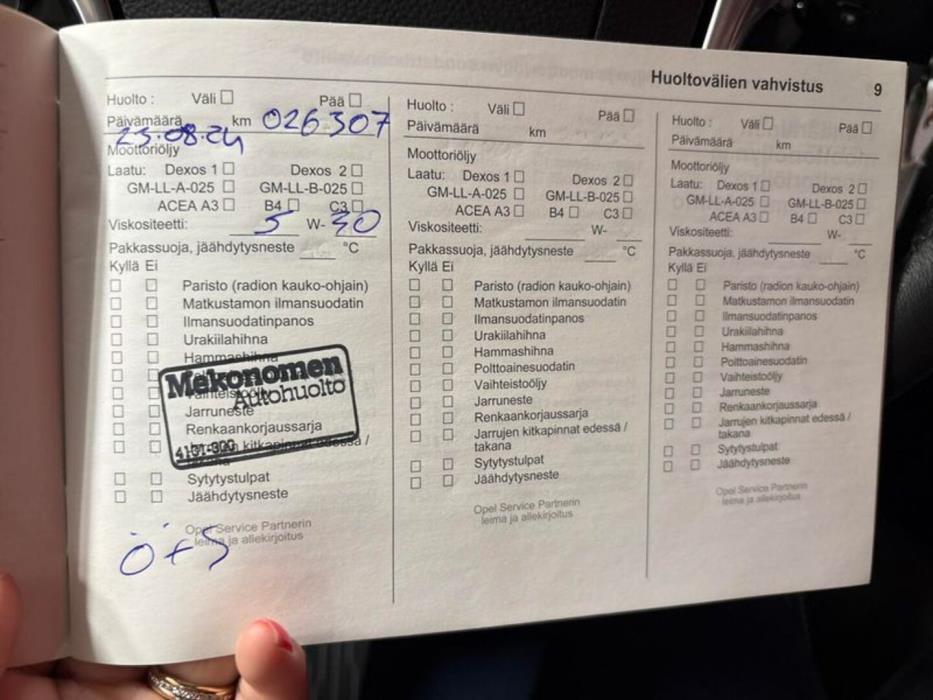 Huoltovälien vahvistus 9
Huolto : Väli Pää
Päivämäärä km 026307
23.08.24
Moottoriöljy
Laatu: Dexos 1 Dexos 2
GM-LL-A-025 GM-LL-B-025
ACEA A3 B4 C3
Viskositeetti: 5 W- 30
Pakkassuoja, jäähdytysneste °C
Kyllä Ei
Paristo (radion kauko-ohjain)
Matkustamon ilmansuodatin
Ilmansuodatinpanos
Urakiilahihna
Hammashihna
Mekonomen
Autohuolto
Vaihteistoöljy
Jarruneste
Renkaankorjaussarja
4101-300
kitkapinnat edessä /
takana
Sytytystulpat
Jäähdytysneste
Opel Service Partnerin
leima ja allekirjoitus
Ö+S
Huolto : Väli Pää
Päivämäärä km
Moottoriöljy
Laatu: Dexos 1 Dexos 2
GM-LL-A-025 GM-LL-B-025
ACEA A3 B4 C3
Viskositeetti: W-
Pakkassuoja, jäähdytysneste °C
Kyllä Ei
Paristo (radion kauko-ohjain)
Matkustamon ilmansuodatin
Ilmansuodatinpanos
Urakiilahihna
Hammashihna
Polttoainesuodatin
Vaihteistoöljy
Jarruneste
Renkaankorjaussarja
Jarrujen kitkapinnat edessä /
takana
Sytytystulpat
Jäähdytysneste
Opel Service Partnerin
leima ja allekirjoitus
Huolto : Väli Pää
Päivämäärä km
Moottoriöljy
Laatu: Dexos 1 Dexos 2
GM-LL-A-025 GM-LL-B-025
ACEA A3 B4 C3
Viskositeetti: W-
Pakkassuoja, jäähdytysneste °C
Kyllä Ei
Paristo (radion kauko-ohjain)
Matkustamon ilmansuodatin
Ilmansuodatinpanos
Urakiilahihna
Hammashihna
Polttoainesuodatin
Vaihteistoöljy
Jarruneste
Renkaankorjaussarja
Jarrujen kitkapinnat edessä /
takana
Sytytystulpat
Jäähdytysneste
Opel Service Partnerin
leima ja allekirjoitus